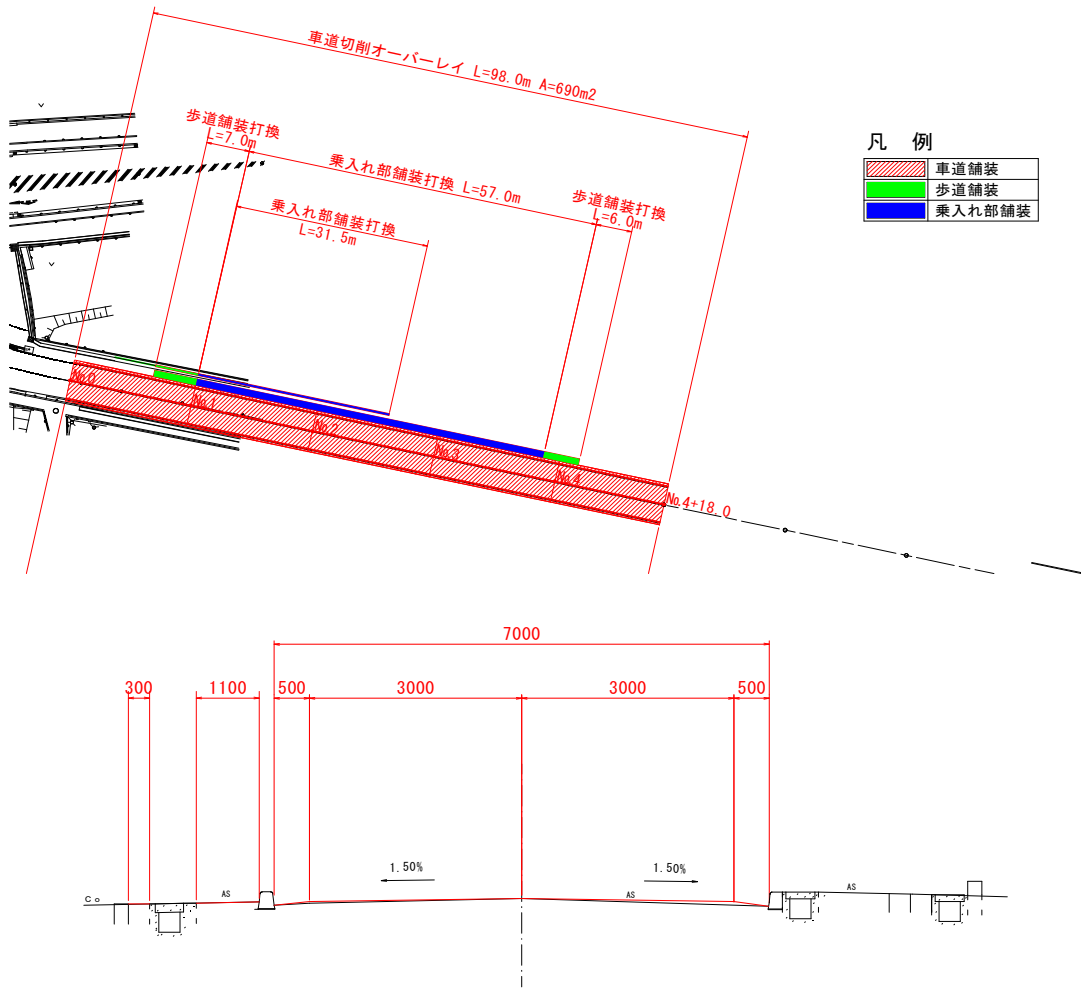 車道切削オーバーレイ L=98.0m A=690m2
歩道舗装打換
L=7.0m
乗入れ部舗装打換 L=57.0m
歩道舗装打換
L=6.0m
乗入れ部舗装打換
L=31.5m
凡 例
車道舗装
歩道舗装
乗入れ部舗装
No.0
No.1
No.2
No.3
No.4
No.4+18.0
7000
300
1100
500
3000
3000
500
1.50%
1.50%
Co
AS
AS
AS